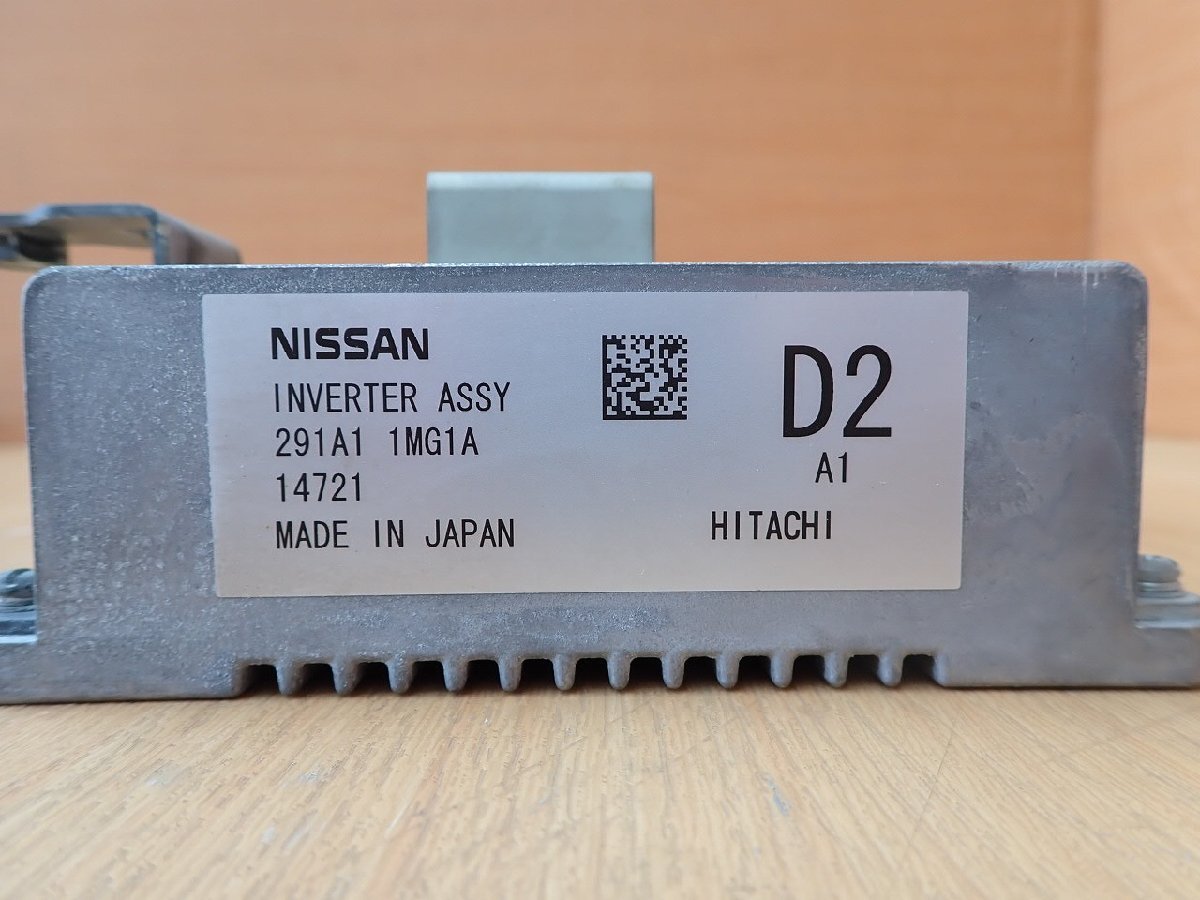 NISSAN
INVERTER ASSY
291A1 1MG1A
14721
MADE IN JAPAN
D2
A1
HITACHI